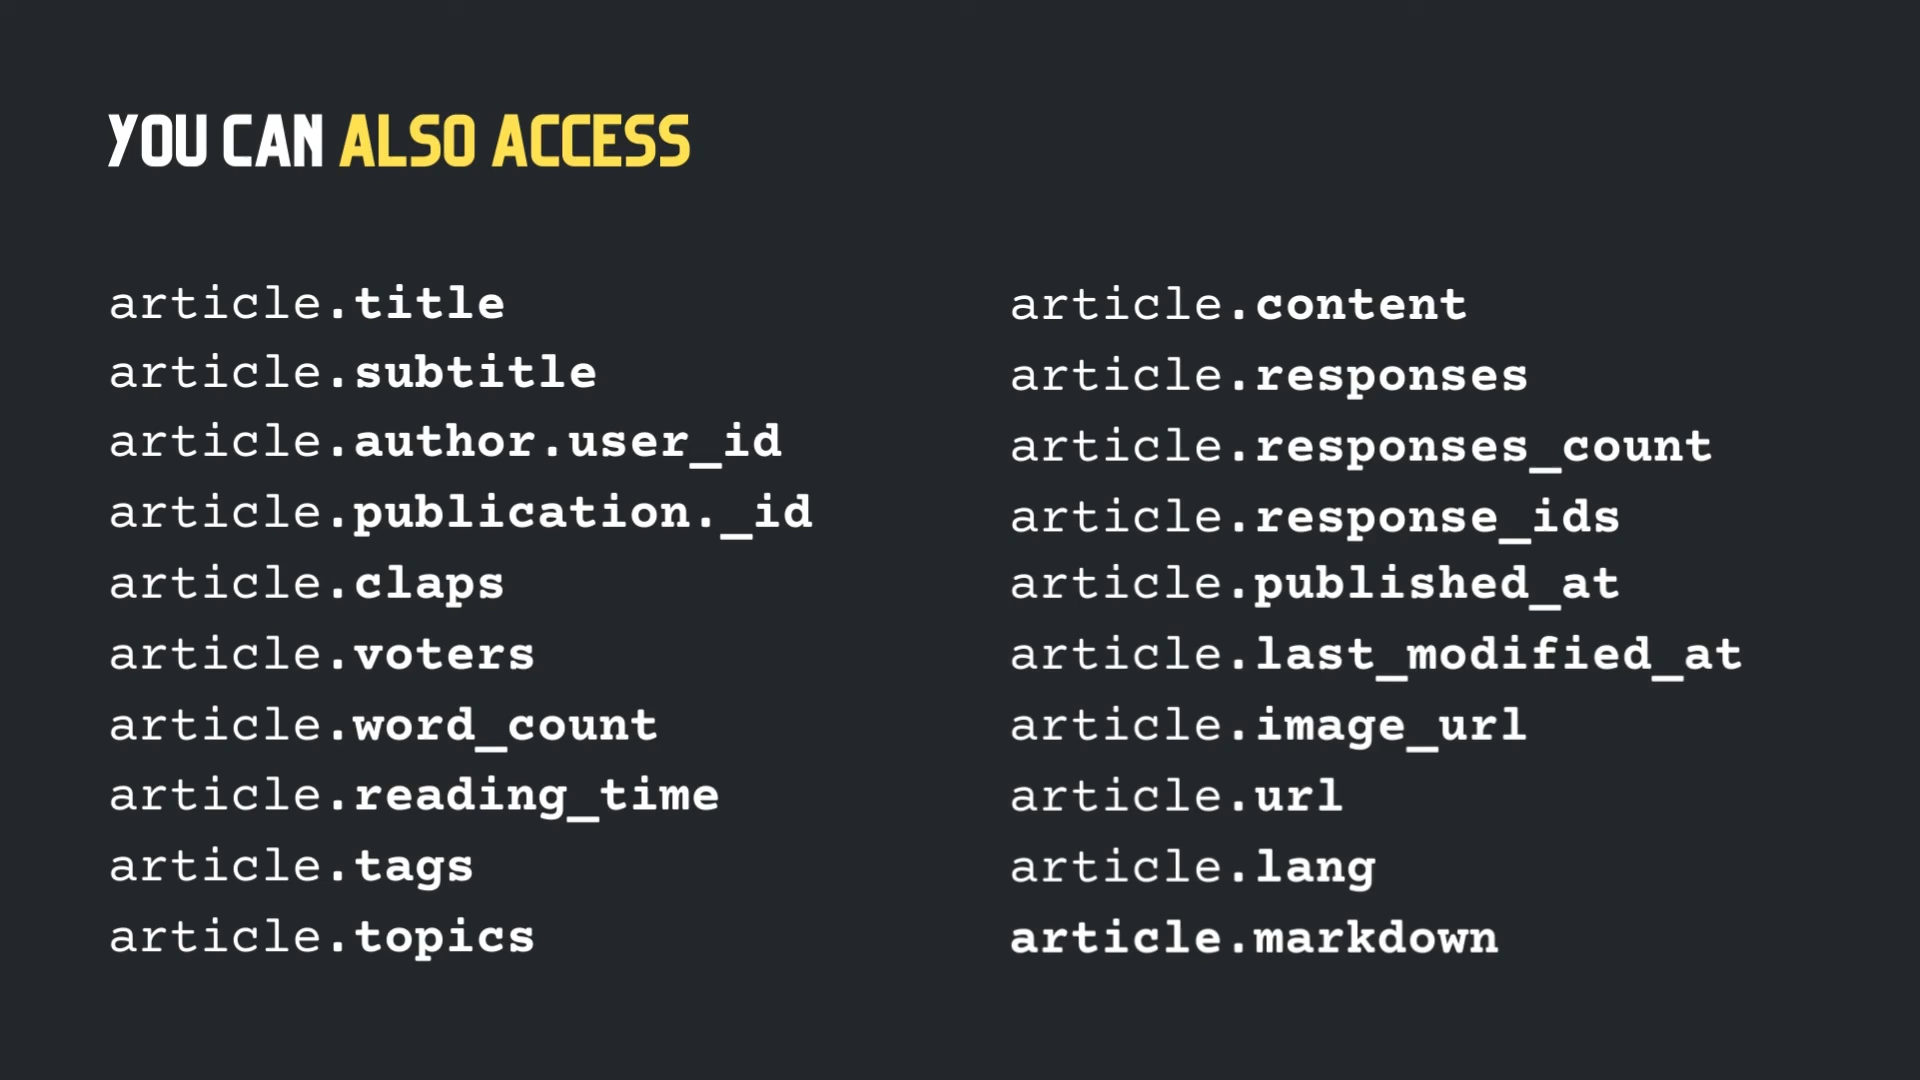 YOU CAN ALSO ACCESS
article.title
article.subtitle
article.author.user_id
article.publication._id
article.claps
article.voters
article.word_count
article.reading_time
article.tags
article.topics
article.content
article.responses
article.responses_count
article.response_ids
article.published_at
article.last_modified_at
article.image_url
article.url
article.lang
article.markdown